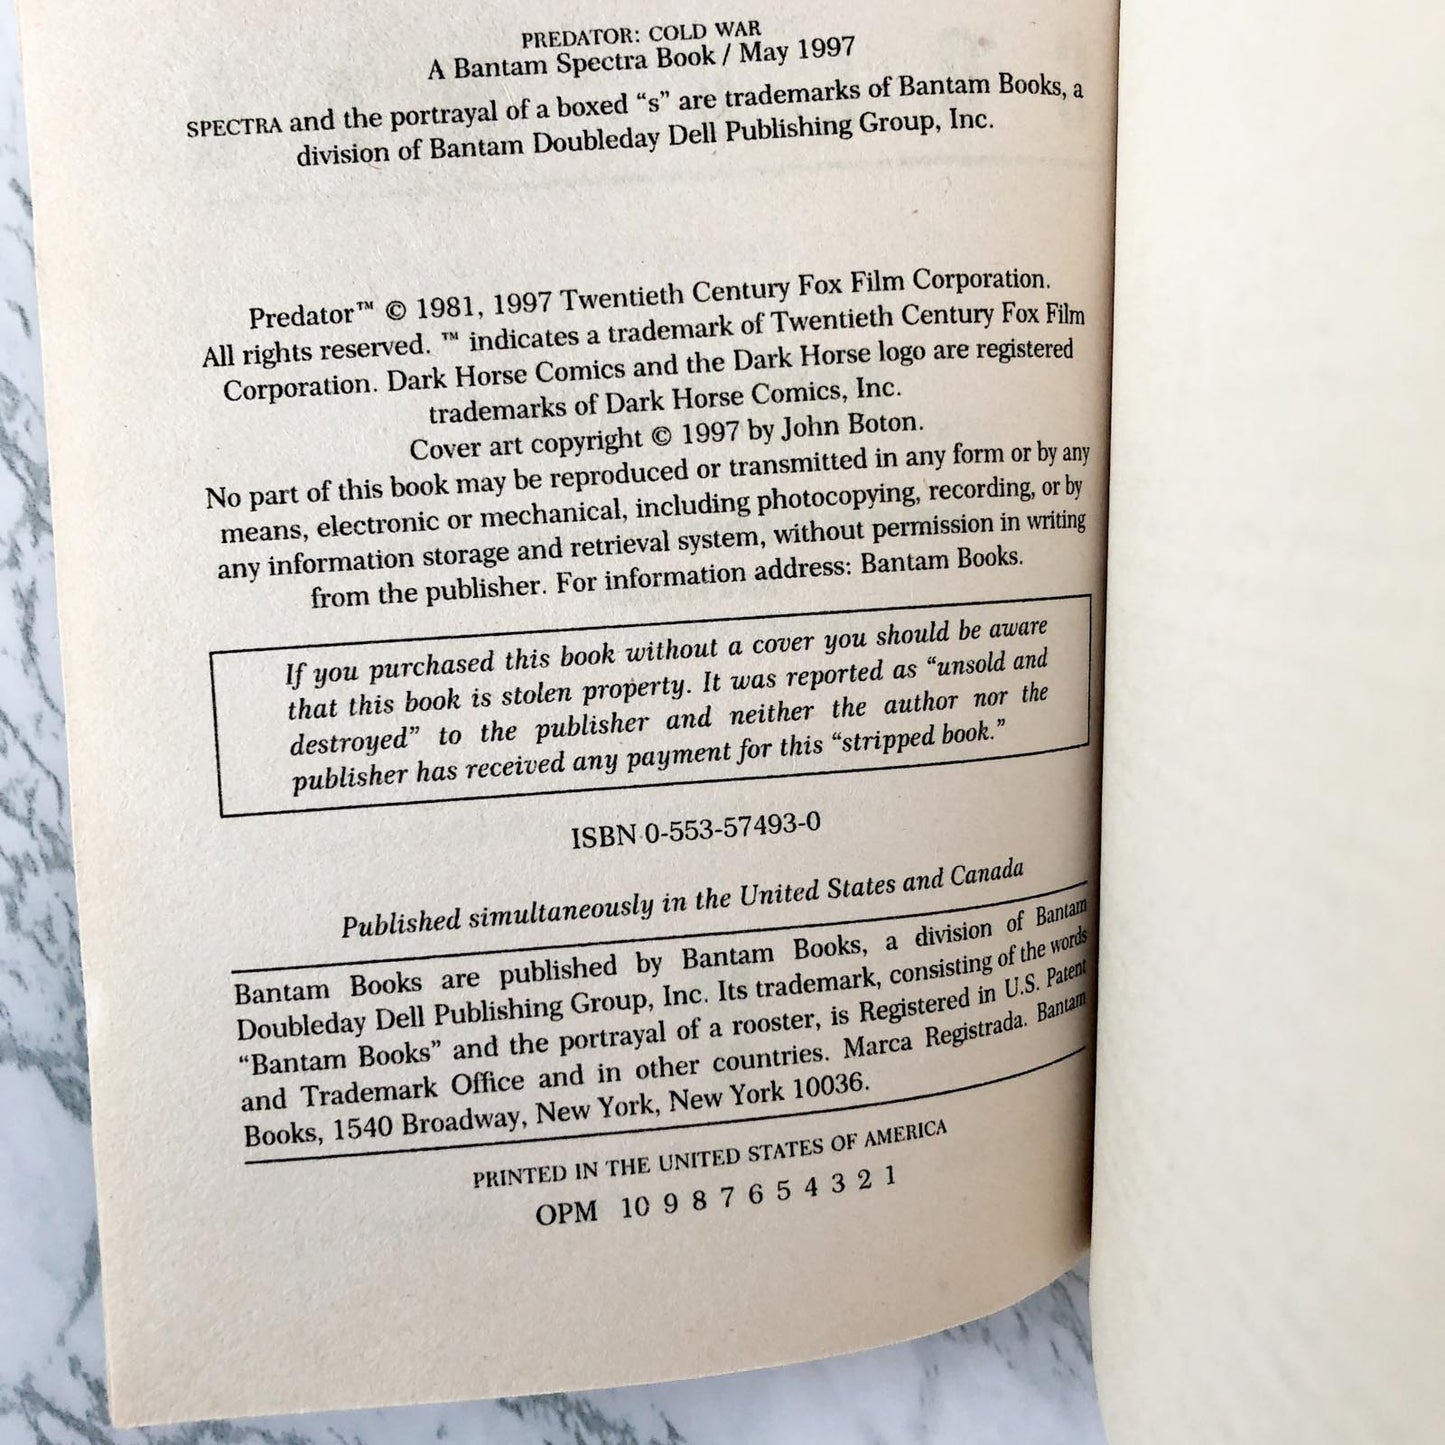 PREDATOR: COLD WAR
A Bantam Spectra Book / May 1997
SPECTRA and the portrayal of a boxed “s” are trademarks of Bantam Books, a
division of Bantam Doubleday Dell Publishing Group, Inc.
Predator™ © 1981, 1997 Twentieth Century Fox Film Corporation.
All rights reserved. ™ indicates a trademark of Twentieth Century Fox Film
Corporation. Dark Horse Comics and the Dark Horse logo are registered
trademarks of Dark Horse Comics, Inc.
Cover art copyright © 1997 by John Boton.
No part of this book may be reproduced or transmitted in any form or by any
means, electronic or mechanical, including photocopying, recording, or by
any information storage and retrieval system, without permission in writing
from the publisher. For information address: Bantam Books.
If you purchased this book without a cover you should be aware
that this book is stolen property. It was reported as “unsold and
destroyed” to the publisher and neither the author nor the
publisher has received any payment for this “stripped book.”
ISBN 0-553-57493-0
Published simultaneously in the United States and Canada
Bantam Books are published by Bantam Books, a division of Bantam
Doubleday Dell Publishing Group, Inc. Its trademark, consisting of the words
“Bantam Books” and the portrayal of a rooster, is Registered in U.S. Patent
and Trademark Office and in other countries. Marca Registrada. Bantam
Books, 1540 Broadway, New York, New York 10036.
PRINTED IN THE UNITED STATES OF AMERICA
OPM 10 9 8 7 6 5 4 3 2 1